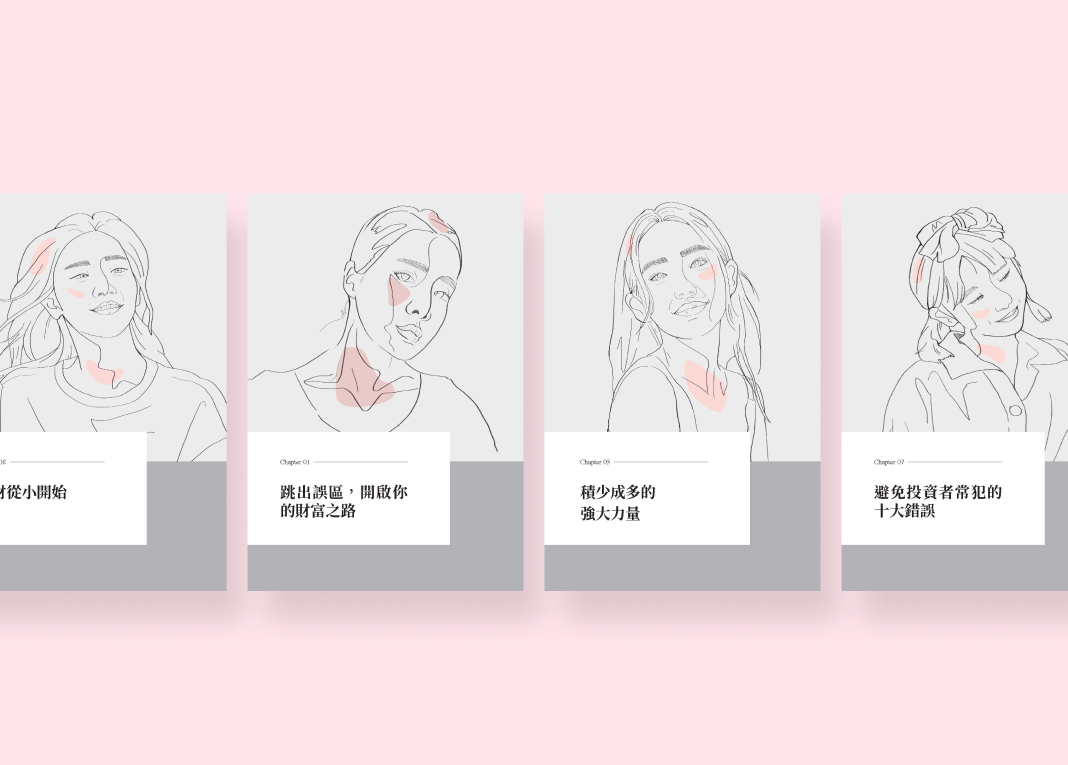 08
財從小開始
Chapter 01
跳出誤區，開啟你
的財富之路
Chapter 05
積少成多的
強大力量
Chapter 07
避免投資者常犯的
十大錯誤